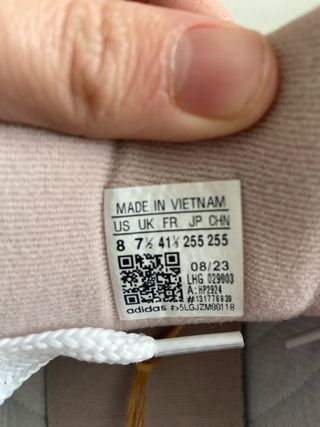 MADE IN VIETNAM
US UK FR JP CHN
8 7½ 41⅓ 255 255
08/23
LHG 029003
A: HP2924
adidas